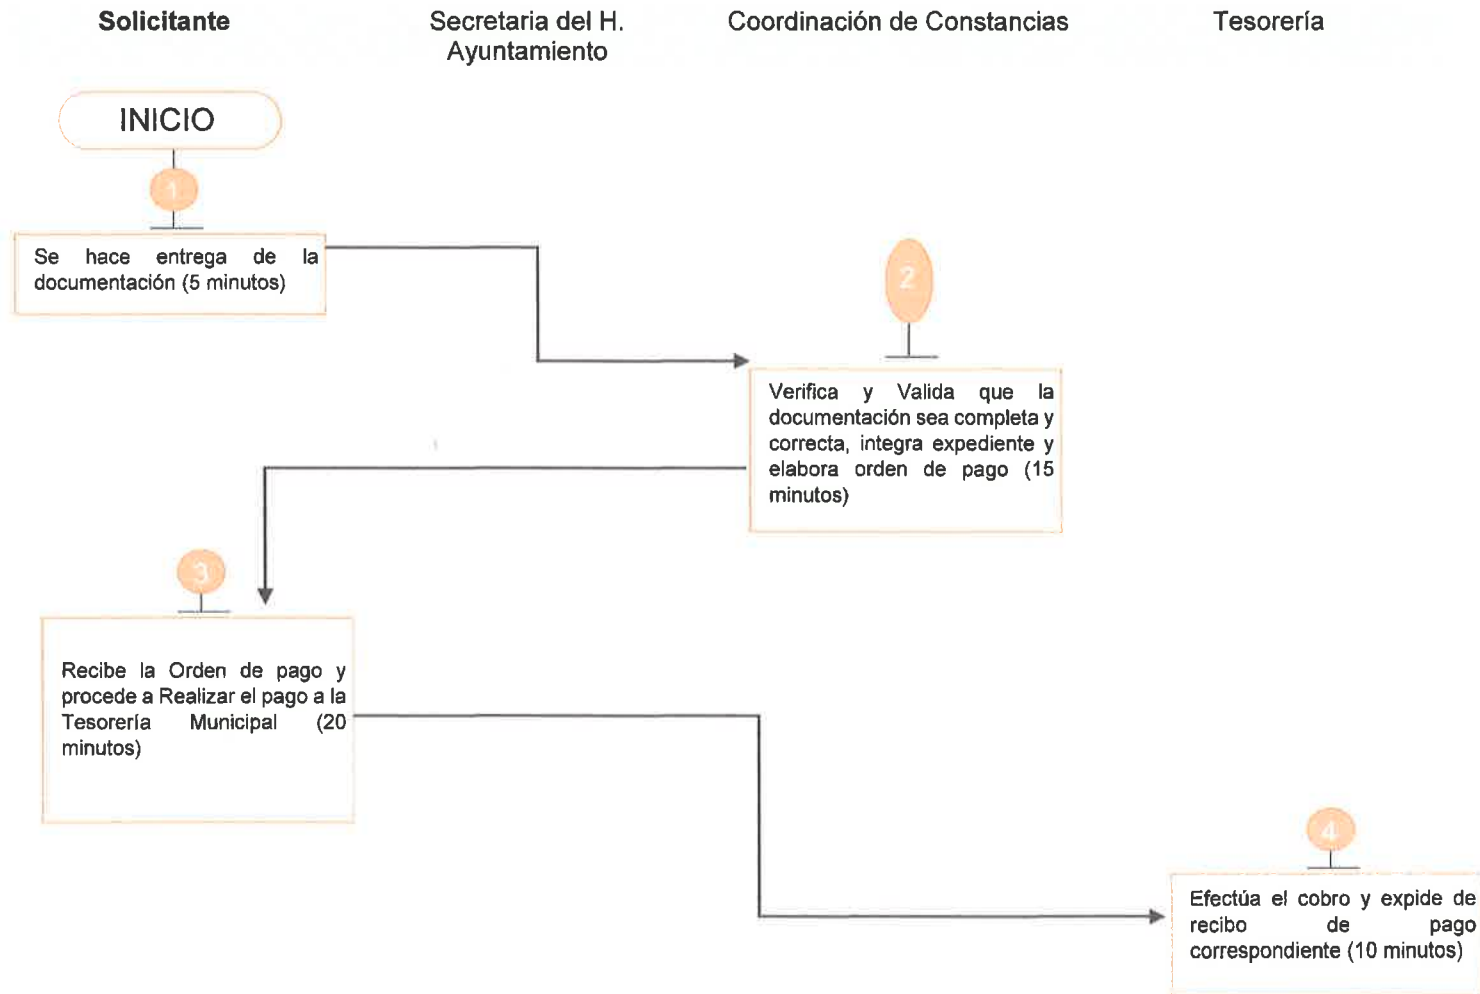 Solicitante
Secretaria del H.
Ayuntamiento
Coordinación de Constancias
Tesorería
INICIO
1
Se hace entrega de la
documentación (5 minutos)
2
Verifica y Valida que la
documentación sea completa y
correcta, integra expediente y
elabora orden de pago (15
minutos)
3
Recibe la Orden de pago y
procede a Realizar el pago a la
Tesorería Municipal (20
minutos)
4
Efectúa el cobro y expide de
recibo de pago
correspondiente (10 minutos)